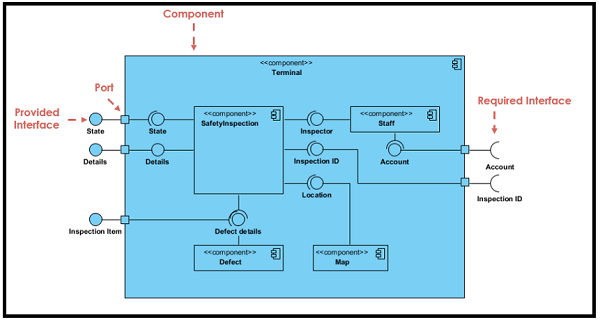 Component
<<component>>
Terminal
Port
Provided
Interface
Required Interface
<<component>>
SafetyInspection
<<component>>
Staff
State
State
Inspector
Details
Details
Inspection ID
Account
Account
Location
Inspection ID
Inspection Item
Defect details
<<component>>
Defect
<<component>>
Map